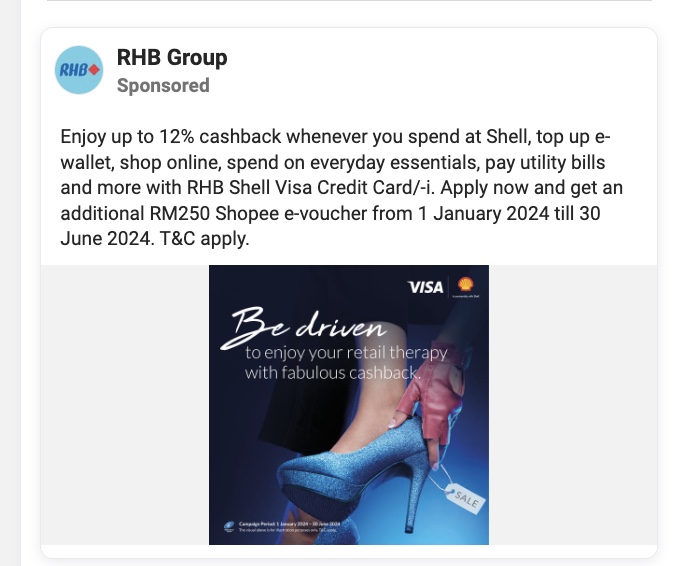 RHB Group
RHB
Sponsored
Enjoy up to 12% cashback whenever you spend at Shell, top up e-
wallet, shop online, spend on everyday essentials, pay utility bills
and more with RHB Shell Visa Credit Card/-i. Apply now and get an
additional RM250 Shopee e-voucher from 1 January 2024 till 30
June 2024. T&C apply.
VISA
Be driven
to enjoy your retail therapy
with fabulous cashback.
SALE
Campaign Period: 1 January 2024 - 30 June 2024